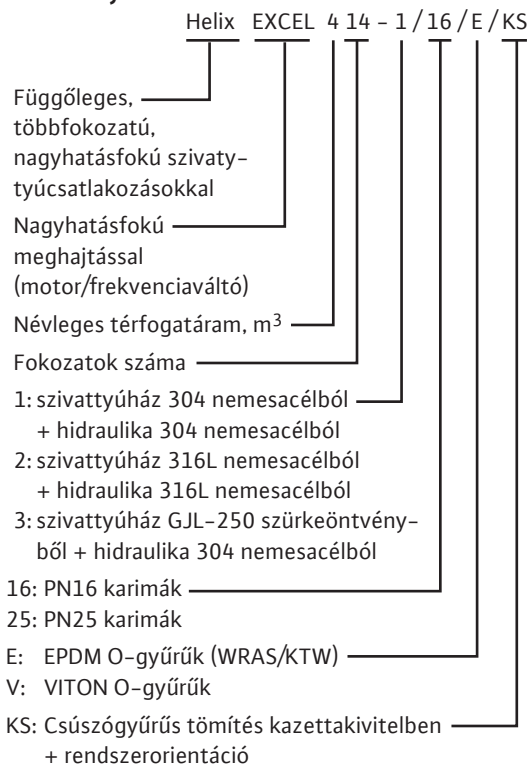 Helix EXCEL 4 14 - 1 / 16 / E / KS
Függőleges,
többfokozatú,
nagyhatásfokú szivaty-
tyúcsatlakozásokkal
Nagyhatásfokú
meghajtással
(motor/frekvenciaváltó)
Névleges térfogatáram, m³
Fokozatok száma
1: szivattyúház 304 nemesacélból
+ hidraulika 304 nemesacélból
2: szivattyúház 316L nemesacélból
+ hidraulika 316L nemesacélból
3: szivattyúház GJL-250 szürkeöntvény-
ből + hidraulika 304 nemesacélból
16: PN16 karimák
25: PN25 karimák
E: EPDM O-gyűrűk (WRAS/KTW)
V: VITON O-gyűrűk
KS: Csúszógyűrűs tömítés kazettakivitelben
+ rendszerorientáció